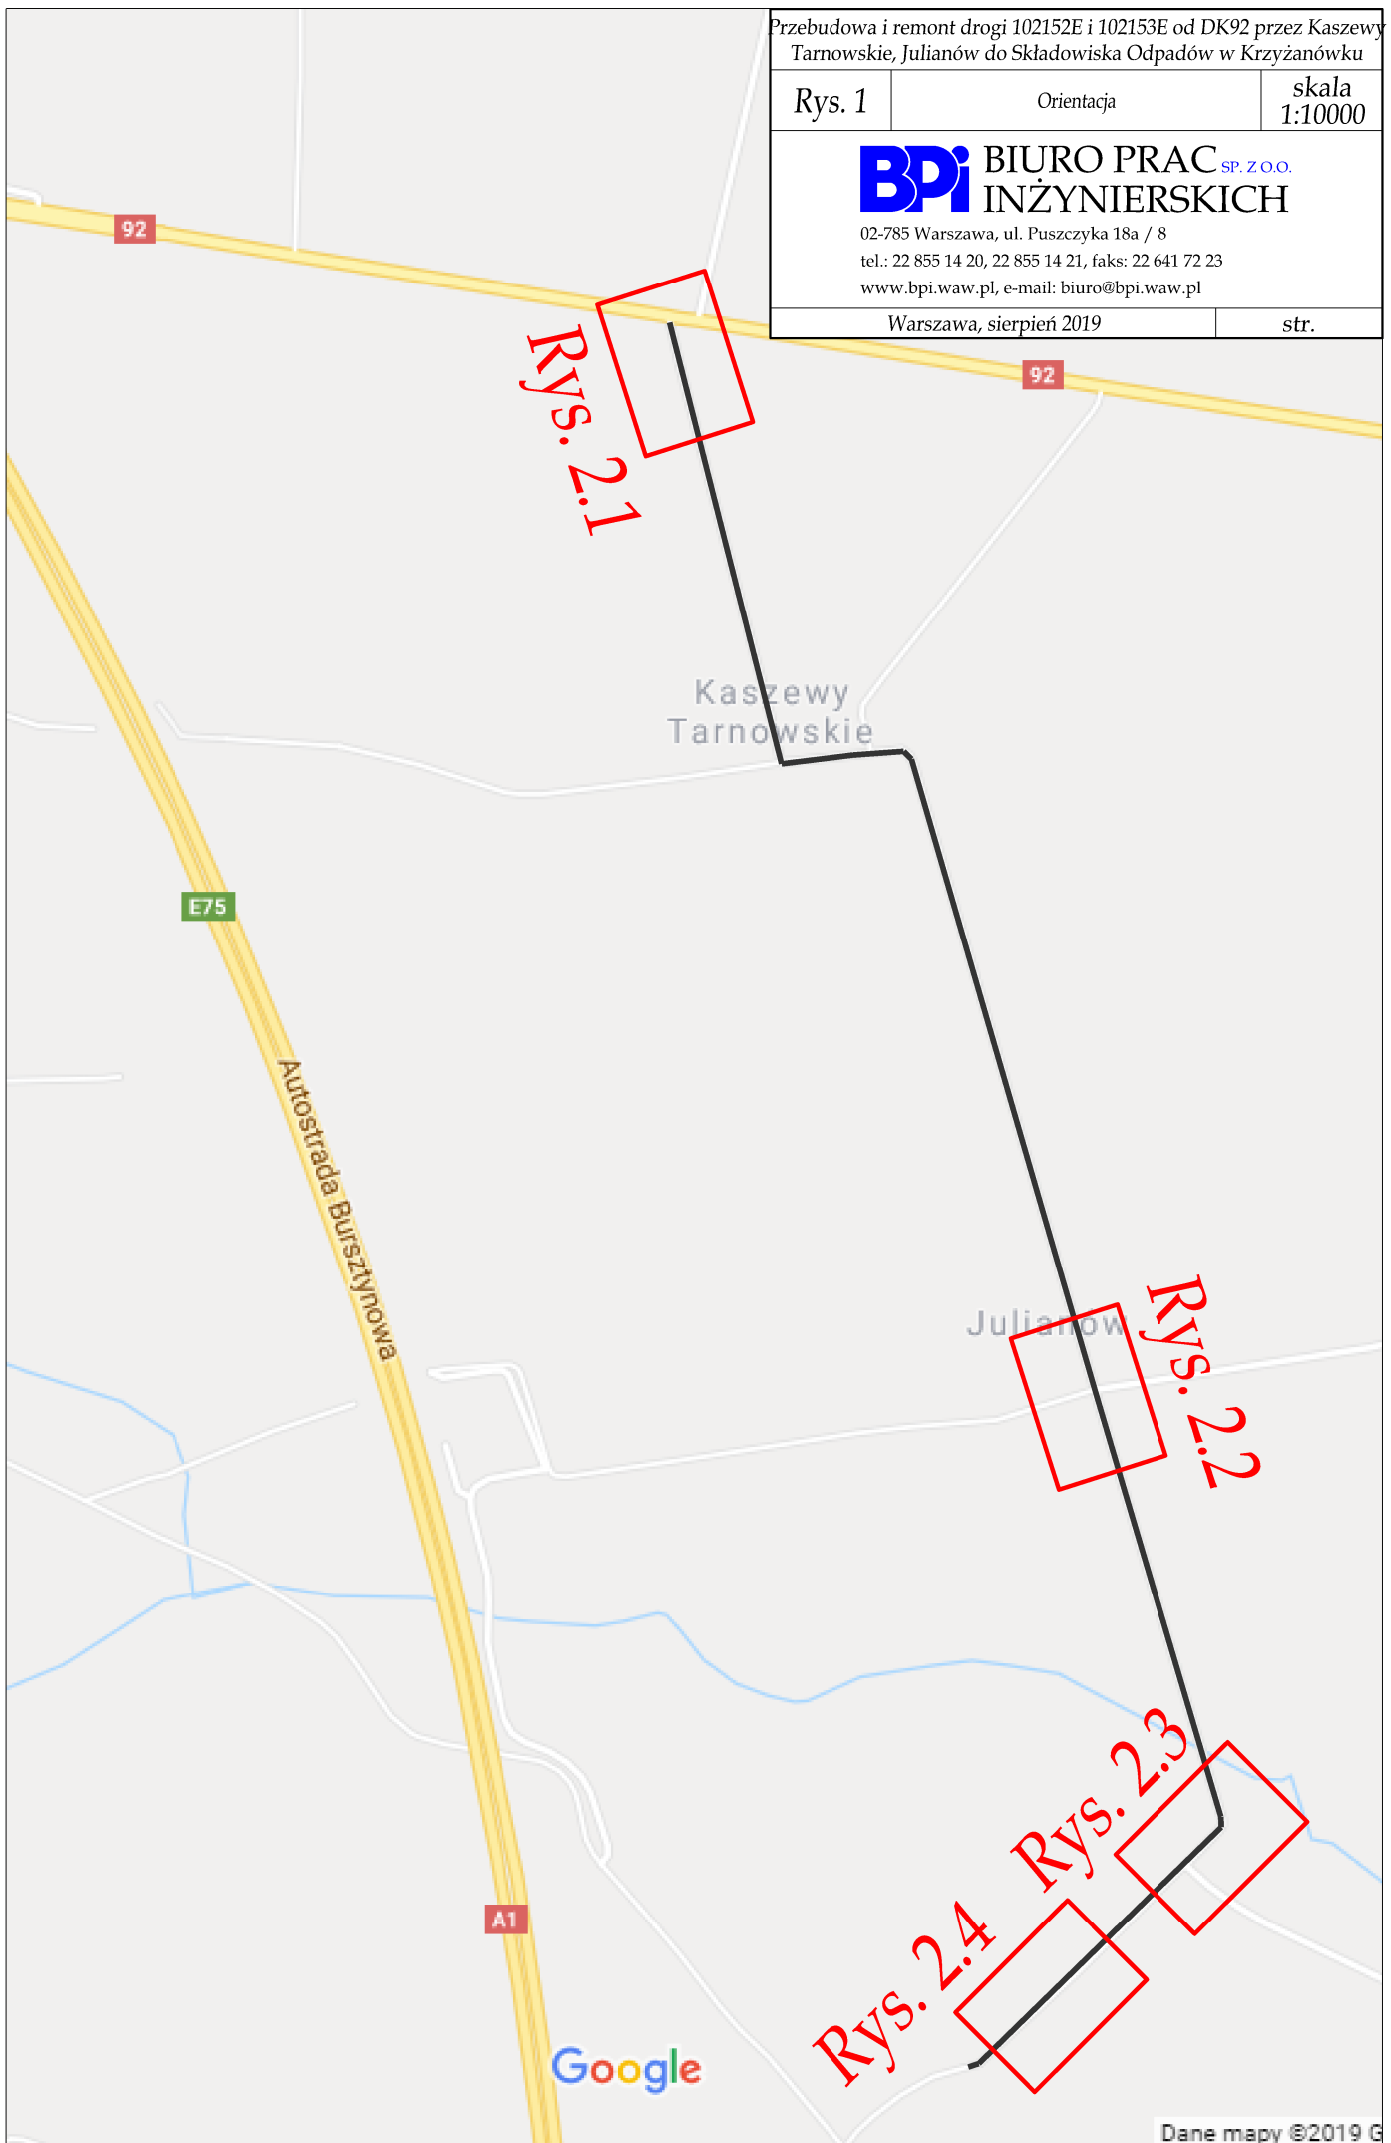 Przebudowa i remont drogi 102152E i 102153E od DK92 przez Kaszewy
Tarnowskie, Julianów do Składowiska Odpadów w Krzyżanówku
Rys. 1
Orientacja
skala
1:10000
BPi
BIURO PRAC SP. Z O.O.
INŻYNIERSKICH
02-785 Warszawa, ul. Puszczyka 18a / 8
tel.: 22 855 14 20, 22 855 14 21, faks: 22 641 72 23
www.bpi.waw.pl, e-mail: biuro@bpi.waw.pl
Warszawa, sierpień 2019
str.
92
92
Rys. 2.1
Kaszewy
Tarnowskie
E75
Autostrada Bursztynowa
Julianów
Rys. 2.2
Rys. 2.3
Rys. 2.4
A1
Google
Dane mapy ©2019 G